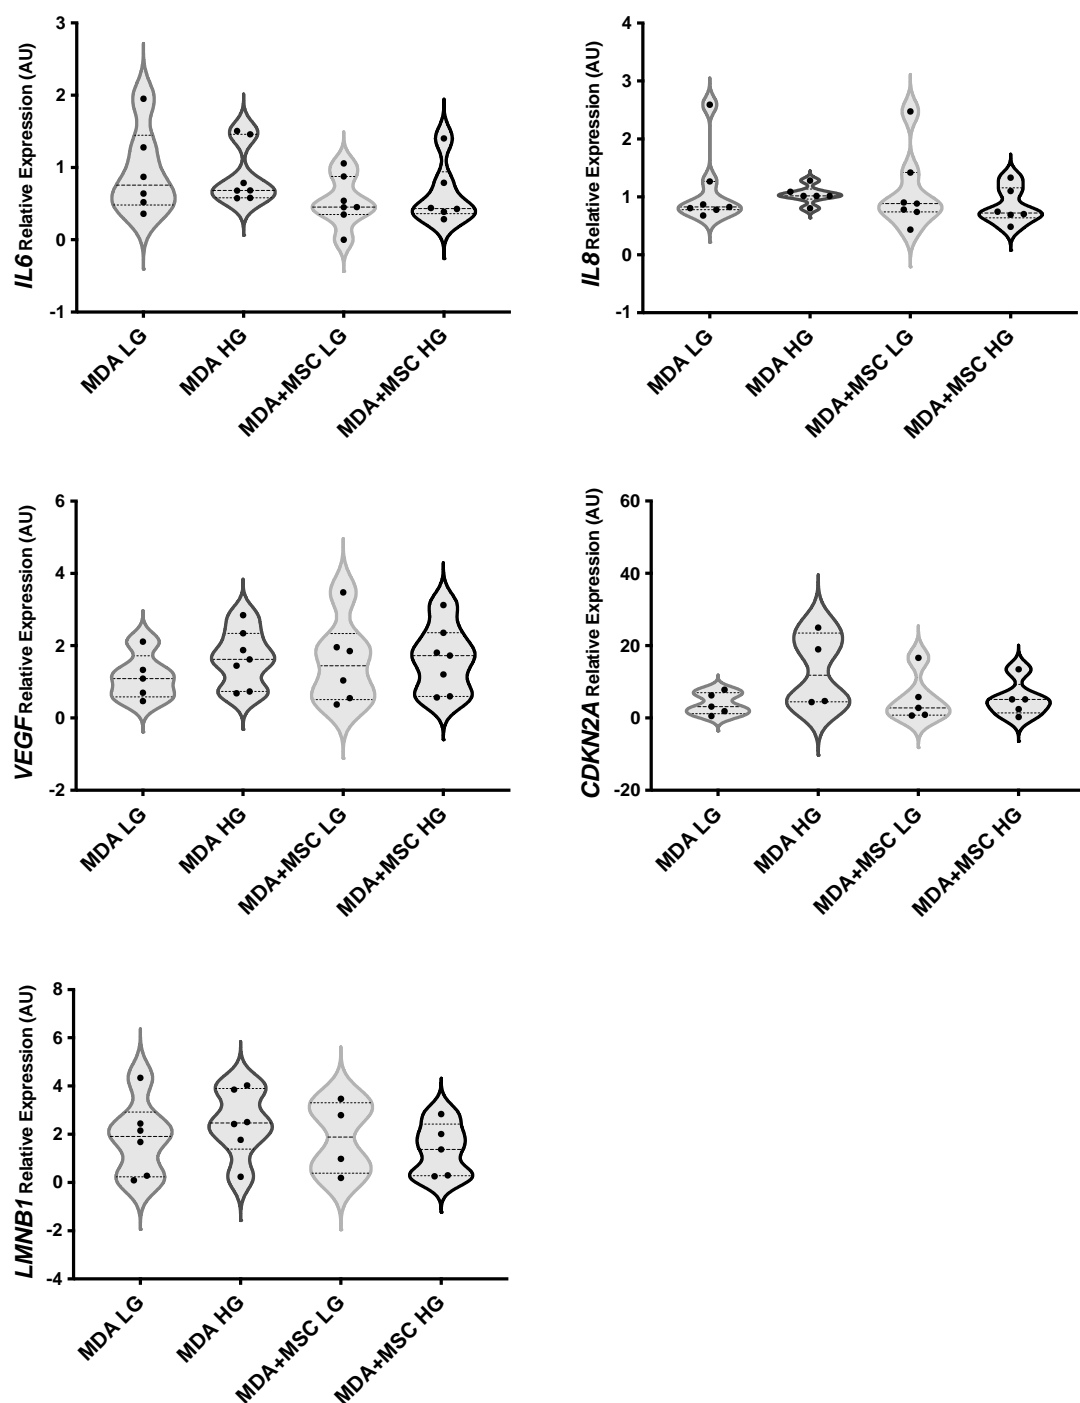 IL6 Relative Expression (AU)
3
2
1
0
-1
MDA LG
MDA HG
MDA+MSC LG
MDA+MSC HG
IL8 Relative Expression (AU)
4
3
2
1
0
-1
MDA LG
MDA HG
MDA+MSC LG
MDA+MSC HG
VEGF Relative Expression (AU)
6
4
2
0
-2
MDA LG
MDA HG
MDA+MSC LG
MDA+MSC HG
CDKN2A Relative Expression (AU)
60
40
20
0
-20
MDA LG
MDA HG
MDA+MSC LG
MDA+MSC HG
LMNB1 Relative Expression (AU)
8
6
4
2
0
-2
-4
MDA LG
MDA HG
MDA+MSC LG
MDA+MSC HG